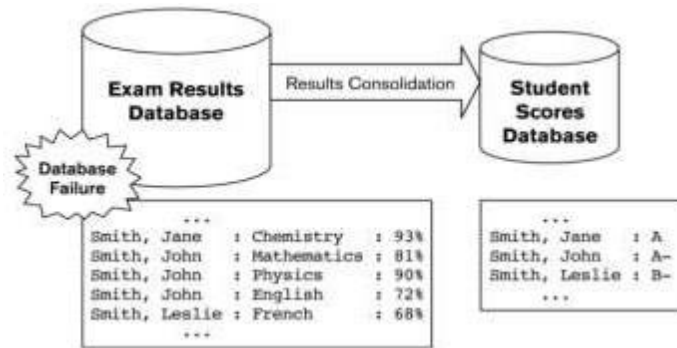 Exam Results
Database
Results Consolidation
Student
Scores
Database
Database
Failure
...
Smith, Jane : Chemistry : 93%
Smith, John : Mathematics : 81%
Smith, John : Physics : 90%
Smith, John : English : 72%
Smith, Leslie : French : 68%
...
...
Smith, Jane : A
Smith, John : A-
Smith, Leslie : B-
...